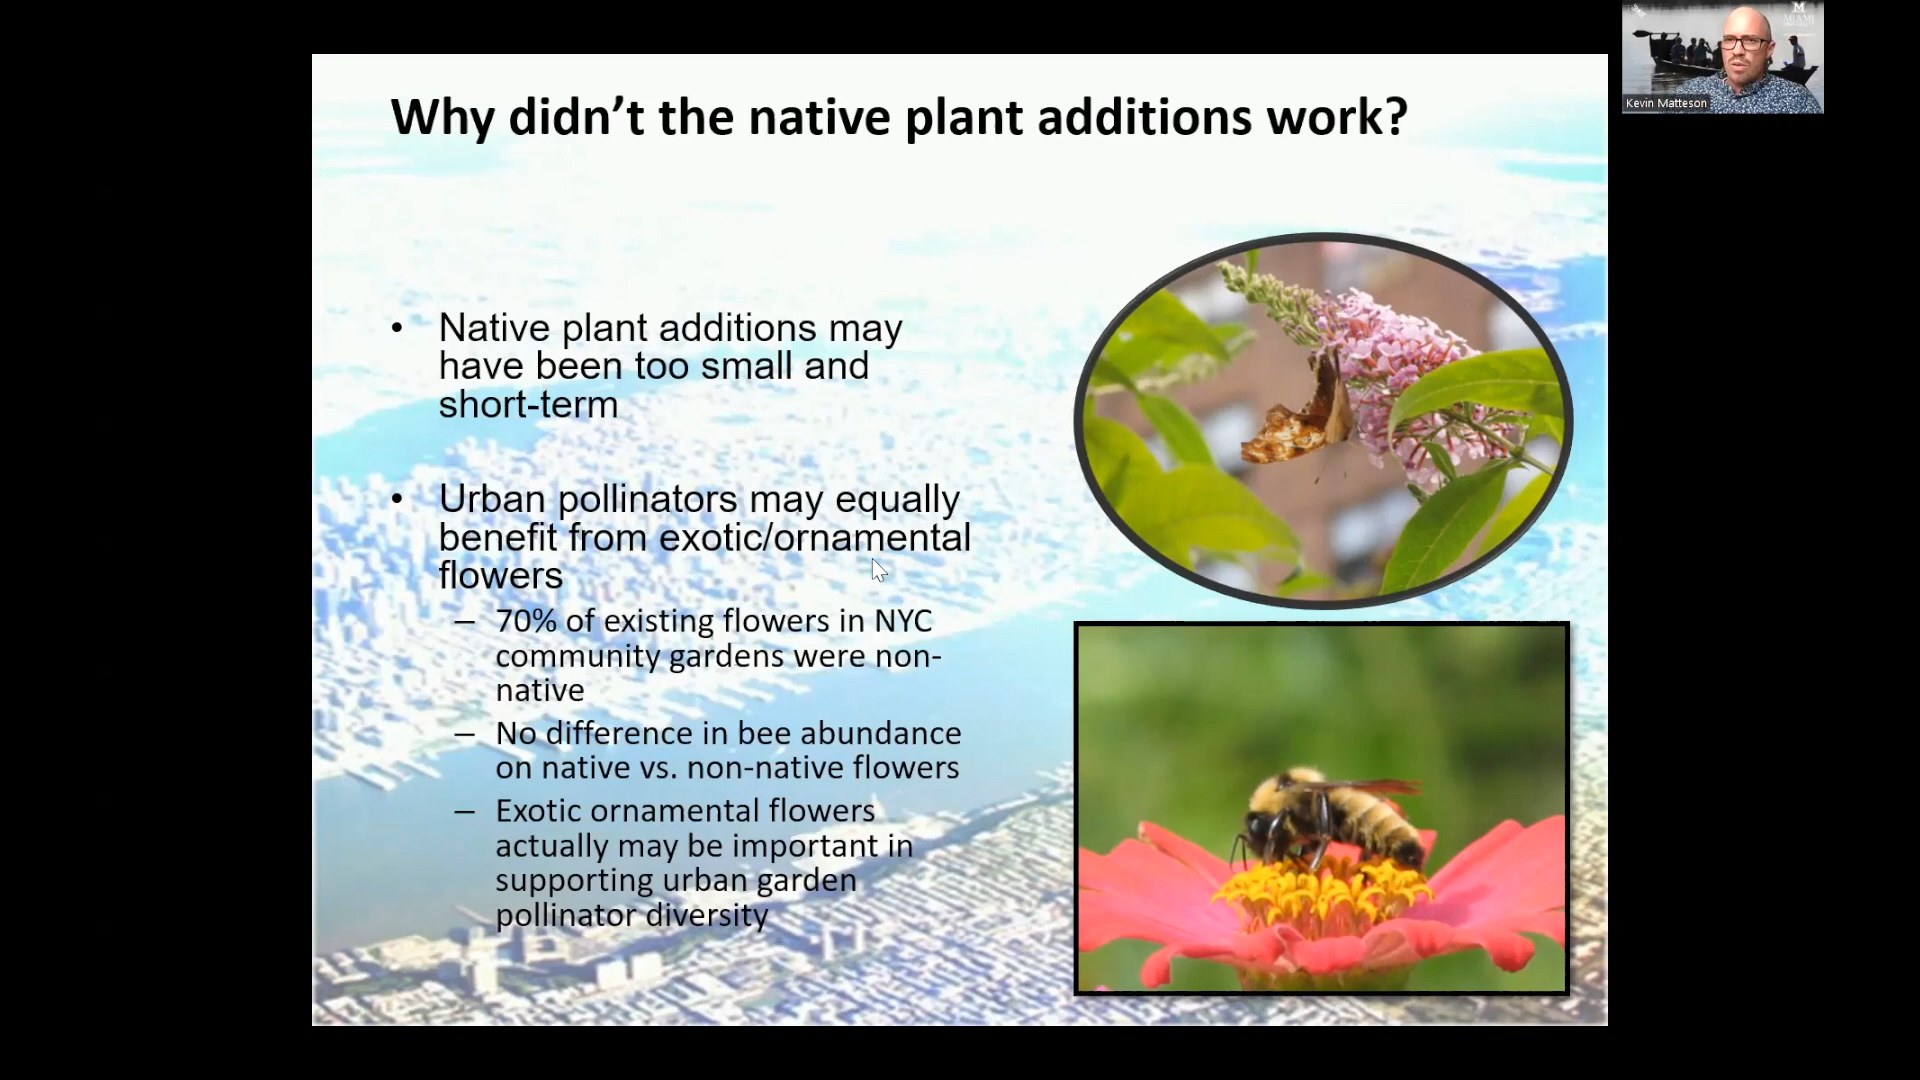 Why didn’t the native plant additions work?
• Native plant additions may
have been too small and
short-term
• Urban pollinators may equally
benefit from exotic/ornamental
flowers
– 70% of existing flowers in NYC
community gardens were non-
native
– No difference in bee abundance
on native vs. non-native flowers
– Exotic ornamental flowers
actually may be important in
supporting urban garden
pollinator diversity
M
MIAMI
Kevin Matteson